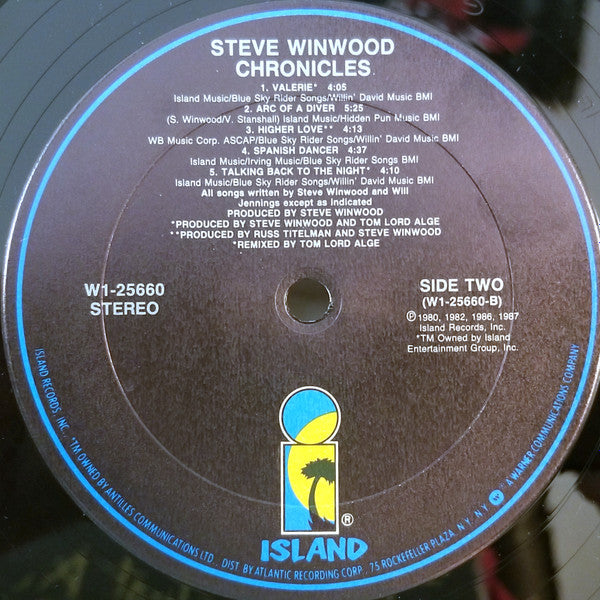 STEVE WINWOOD
CHRONICLES
1. VALERIE* 4:05
Island Music/Blue Sky Rider Songs/Willin' David Music BMI
2. ARC OF A DIVER 5:25
(S. Winwood/V. Stanshall) Island Music/Hidden Pun Music BMI
3. HIGHER LOVE** 4:13
WB Music Corp. ASCAP/Blue Sky Rider Songs/Willin' David Music BMI
4. SPANISH DANCER 4:37
Island Music/Irving Music/Blue Sky Rider Songs BMI
5. TALKING BACK TO THE NIGHT* 4:10
Island Music/Blue Sky Rider Songs/Willin' David Music BMI
All songs written by Steve Winwood and Will
Jennings except as indicated
PRODUCED BY STEVE WINWOOD
*PRODUCED BY STEVE WINWOOD AND TOM LORD ALGE
**PRODUCED BY RUSS TITELMAN AND STEVE WINWOOD
*REMIXED BY TOM LORD ALGE
W1-25660
STEREO
SIDE TWO
(W1-25660-B)
℗ 1980, 1982, 1986, 1987
Island Records, Inc.
*TM Owned by Island
Entertainment Group, Inc.
®
ISLAND
ISLAND RECORDS, INC., *TM OWNED BY ANTILLES COMMUNICATIONS LTD., DIST. BY ATLANTIC RECORDING CORP., 75 ROCKEFELLER PLAZA, N.Y., N.Y. W * A WARNER COMMUNICATIONS COMPANY